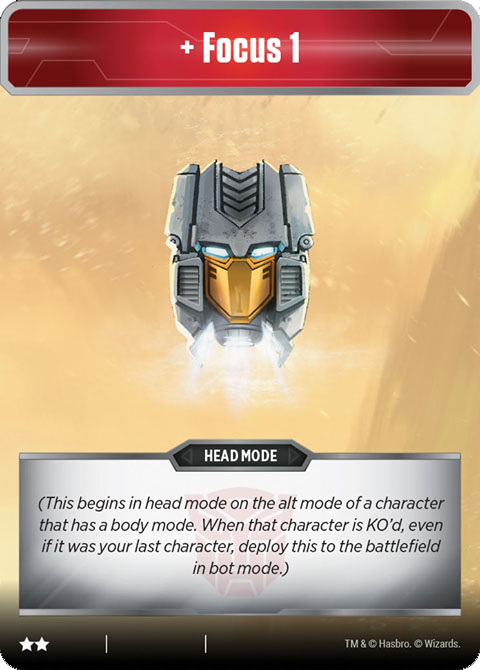 + Focus 1
HEAD MODE
(This begins in head mode on the alt mode of a character
that has a body mode. When that character is KO'd, even
if it was your last character, deploy this to the battlefield
in bot mode.)
TM & © Hasbro. © Wizards.